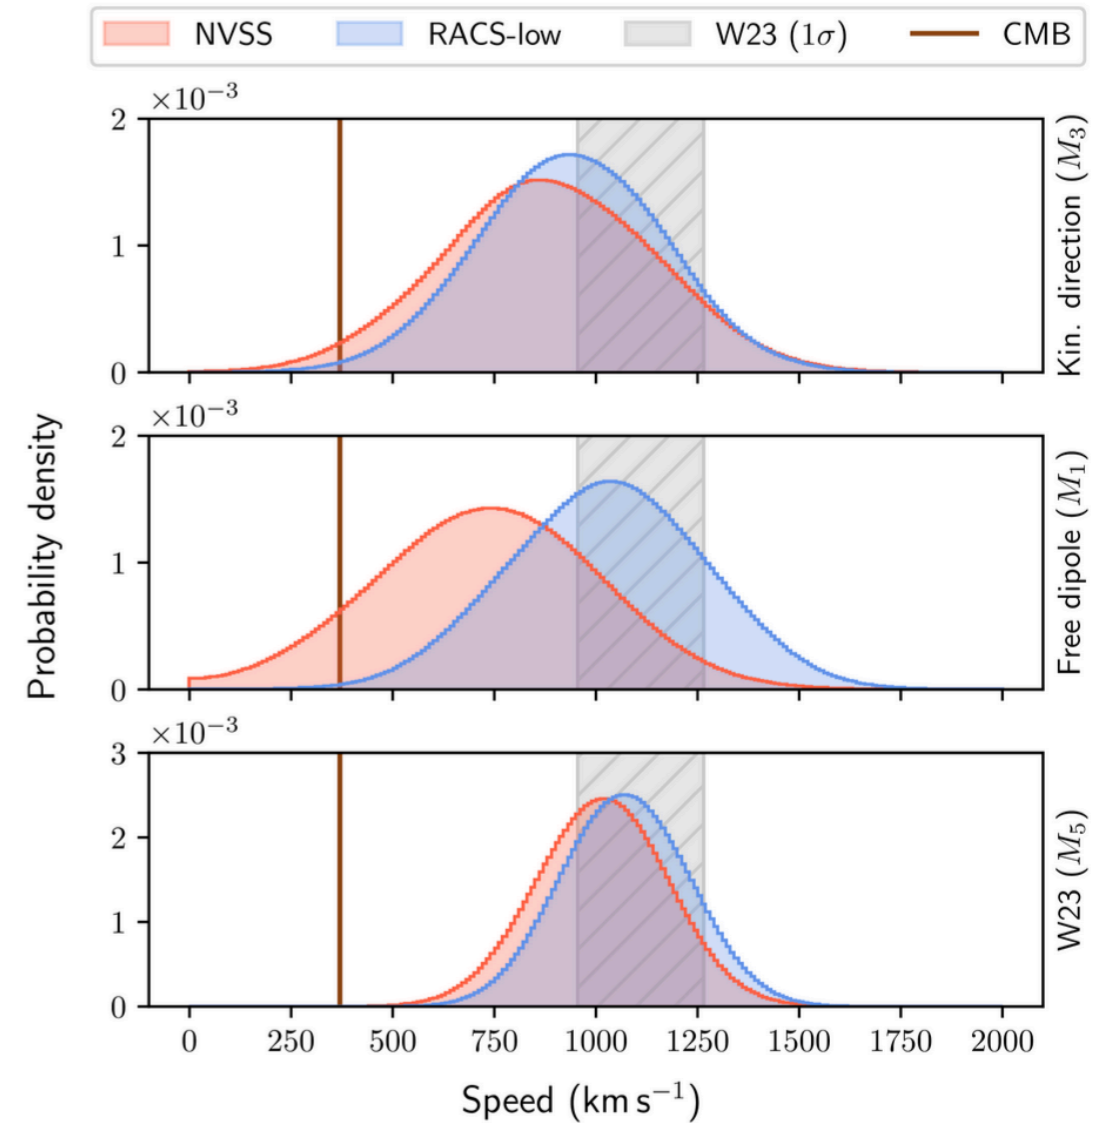 NVSS RACS-low W23 (1σ) CMB
×10⁻³
2
1
0
Kin. direction (M₃)
×10⁻³
2
1
0
Free dipole (M₁)
Probability density
×10⁻³
3
2
1
0
W23 (M₅)
0 250 500 750 1000 1250 1500 1750 2000
Speed (km s⁻¹)